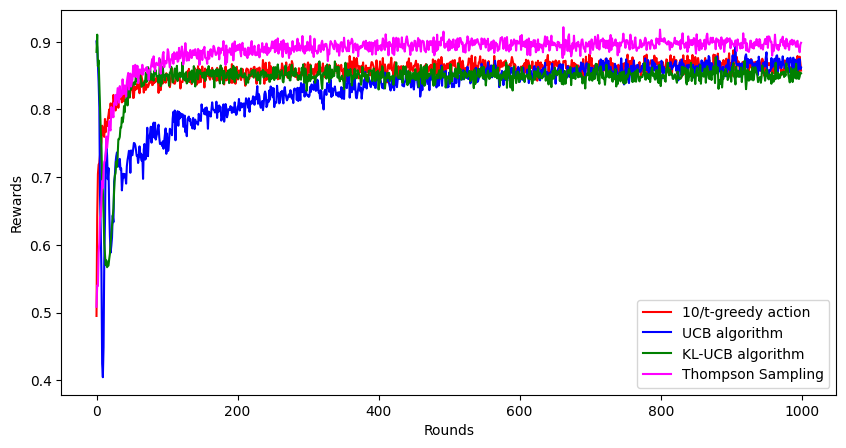 0.9
0.8
0.7
0.6
0.5
0.4
Rewards
0 200 400 600 800 1000
Rounds
10/t-greedy action
UCB algorithm
KL-UCB algorithm
Thompson Sampling